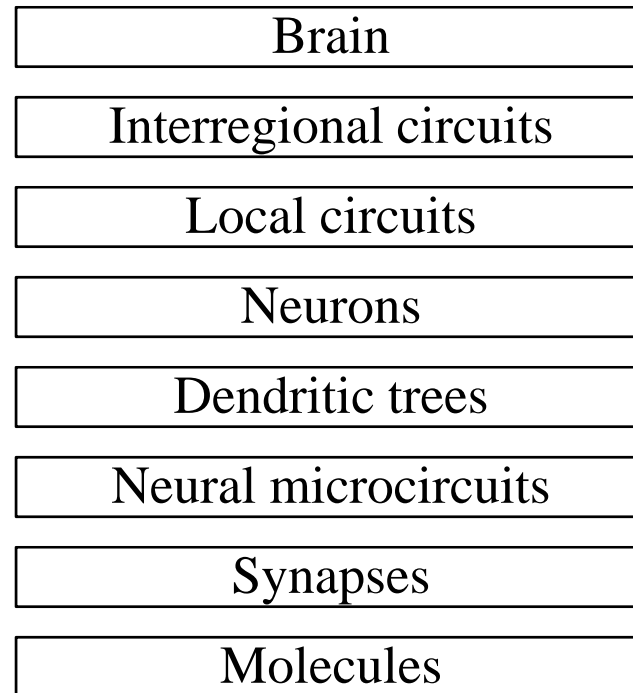 Brain
Interregional circuits
Local circuits
Neurons
Dendritic trees
Neural microcircuits
Synapses
Molecules